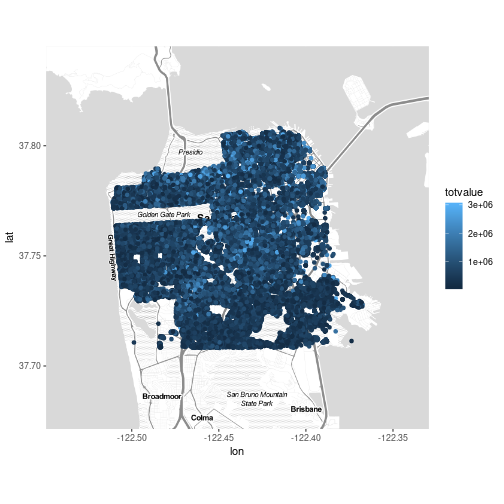 37.80
37.75
37.70
lat
Presidio
Golden Gate Park
Sa
Great Highway
Broadmoor
Colma
San Bruno Mountain
State Park
Brisbane
-122.50
-122.45
-122.40
-122.35
lon
totvalue
3e+06
2e+06
1e+06